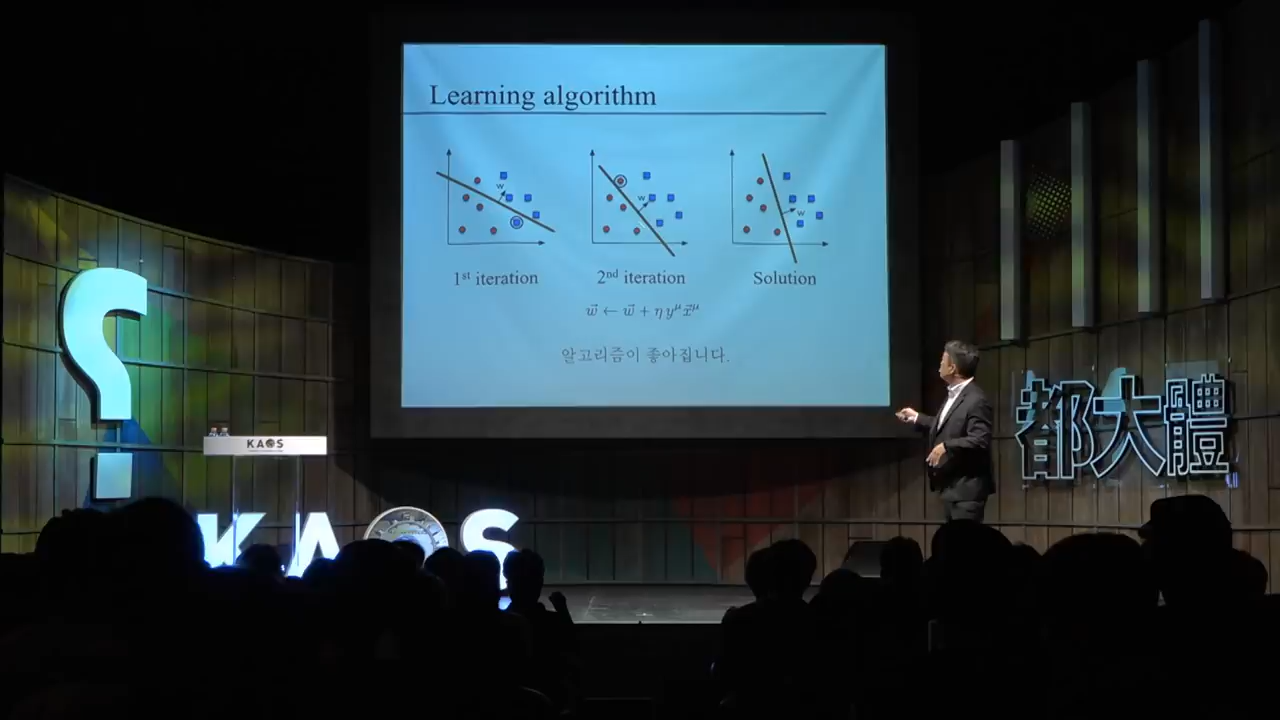 Learning algorithm
w
w
w
1st iteration
2nd iteration
Solution
w⃗ ← w⃗ + η y^μ x⃗^μ
알고리즘이 좋아집니다.
?
KAOS
KAOS
都大體